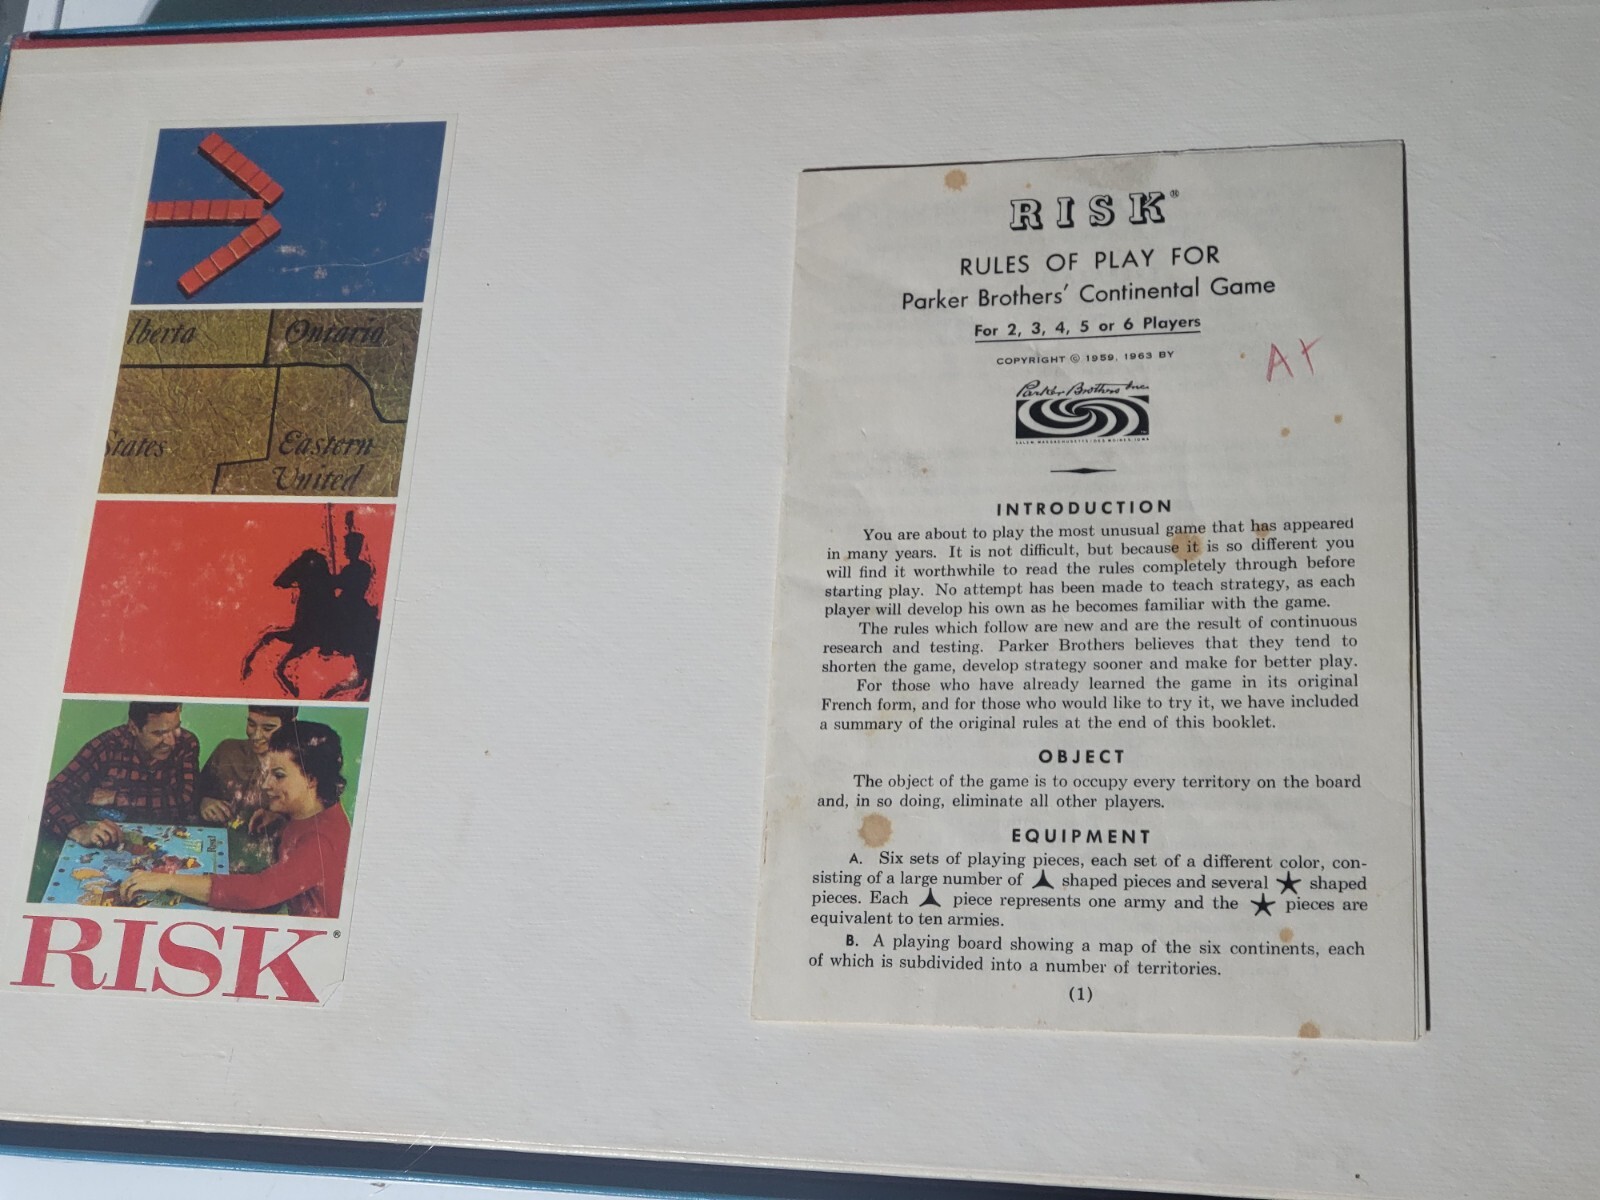 lberta
Ontario
States
Eastern
United
Risk!
RISK®
RISK®
RULES OF PLAY FOR
Parker Brothers' Continental Game
For 2, 3, 4, 5 or 6 Players
COPYRIGHT © 1959, 1963 BY
A+
Parker Brothers Inc.
SALEM, MASSACHUSETTS / DES MOINES, IOWA
INTRODUCTION
You are about to play the most unusual game that has appeared
in many years. It is not difficult, but because it is so different you
will find it worthwhile to read the rules completely through before
starting play. No attempt has been made to teach strategy, as each
player will develop his own as he becomes familiar with the game.
The rules which follow are new and are the result of continuous
research and testing. Parker Brothers believes that they tend to
shorten the game, develop strategy sooner and make for better play.
For those who have already learned the game in its original
French form, and for those who would like to try it, we have included
a summary of the original rules at the end of this booklet.
OBJECT
The object of the game is to occupy every territory on the board
and, in so doing, eliminate all other players.
EQUIPMENT
A. Six sets of playing pieces, each set of a different color, con-
sisting of a large number of shaped pieces and several ★ shaped
pieces. Each piece represents one army and the ★ pieces are
equivalent to ten armies.
B. A playing board showing a map of the six continents, each
of which is subdivided into a number of territories.
(1)